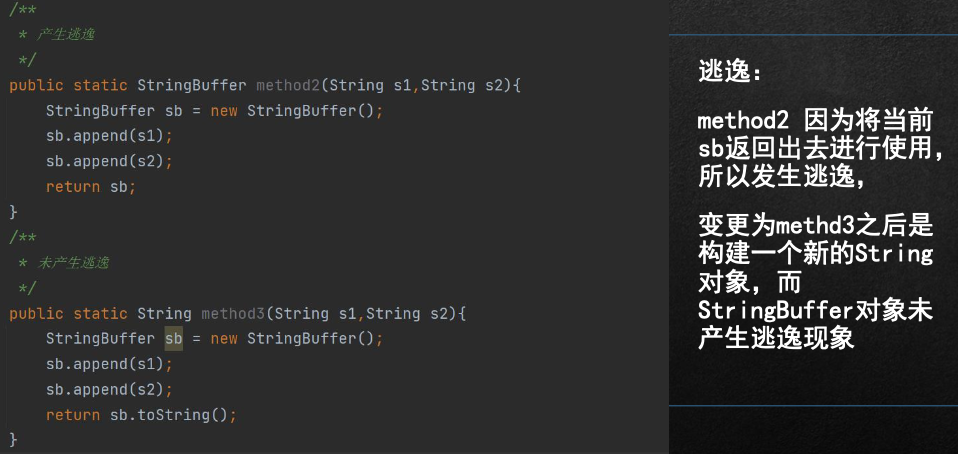 /**
 * 产生逃逸
 */
public static StringBuffer method2(String s1,String s2){
    StringBuffer sb = new StringBuffer();
    sb.append(s1);
    sb.append(s2);
    return sb;
}
/**
 * 未产生逃逸
 */
public static String method3(String s1,String s2){
    StringBuffer sb = new StringBuffer();
    sb.append(s1);
    sb.append(s2);
    return sb.toString();
}
逃逸：
method2 因为将当前
sb返回出去进行使用，
所以发生逃逸，
变更为methd3之后是
构建一个新的String
对象，而
StringBuffer对象未
产生逃逸现象